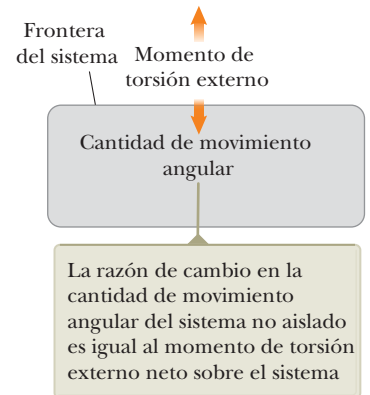 Frontera
del sistema
Momento de
torsión externo
Cantidad de movimiento
angular
La razón de cambio en la
cantidad de movimiento
angular del sistema no aislado
es igual al momento de torsión
externo neto sobre el sistema